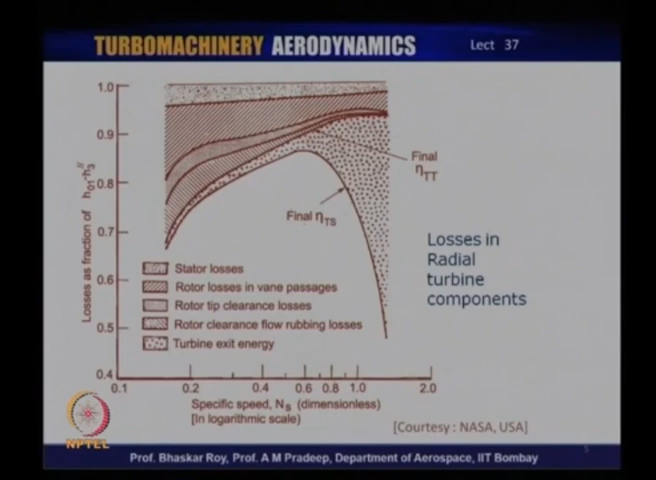 TURBOMACHINERY AERODYNAMICS
Lect 37
1.0
0.9
0.8
0.7
0.6
0.5
0.4
Losses as fraction of h01-h3"
Final
ηTT
Final ηTS
Stator losses
Rotor losses in vane passages
Rotor tip clearance losses
Rotor clearance flow rubbing losses
Turbine exit energy
Losses in
Radial
turbine
components
0.1 0.2 0.4 0.6 0.8 1.0 2.0
Specific speed, NS (dimensionless)
[In logarithmic scale)
[Courtesy : NASA, USA]
NPTEL
5
Prof. Bhaskar Roy, Prof. A M Pradeep, Department of Aerospace, IIT Bombay